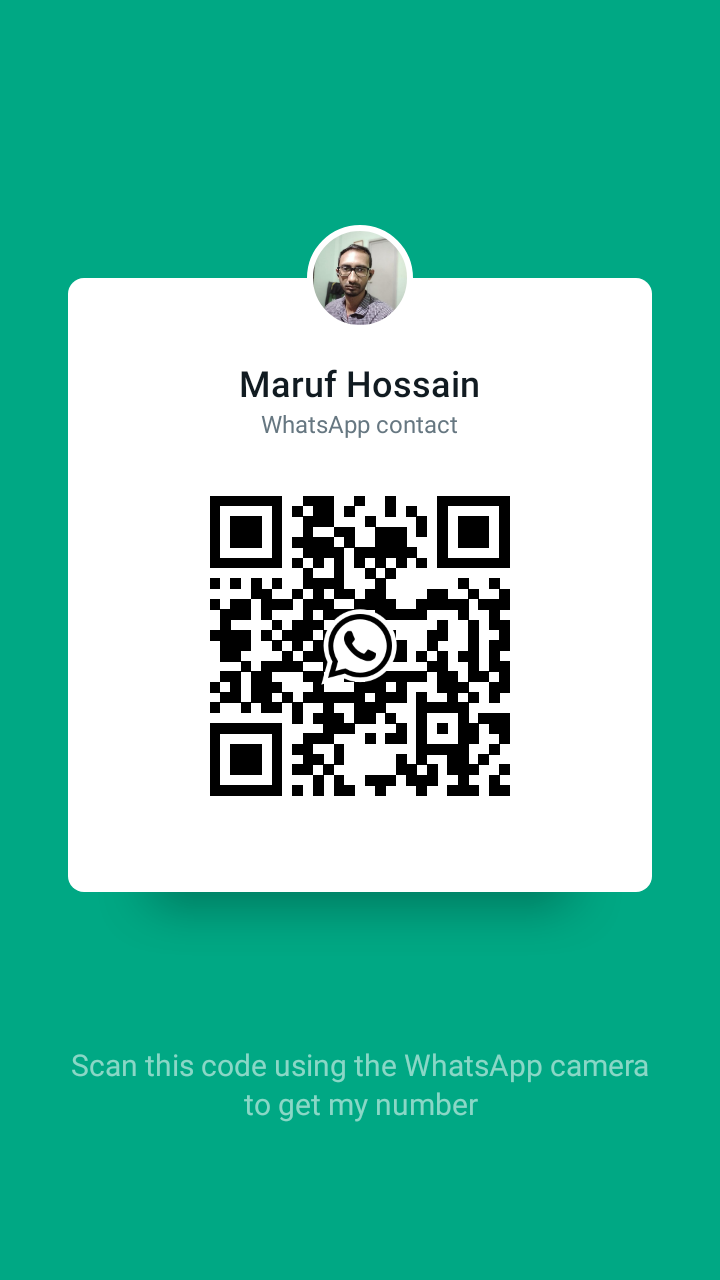 Maruf Hossain
WhatsApp contact
Scan this code using the WhatsApp camera
to get my number